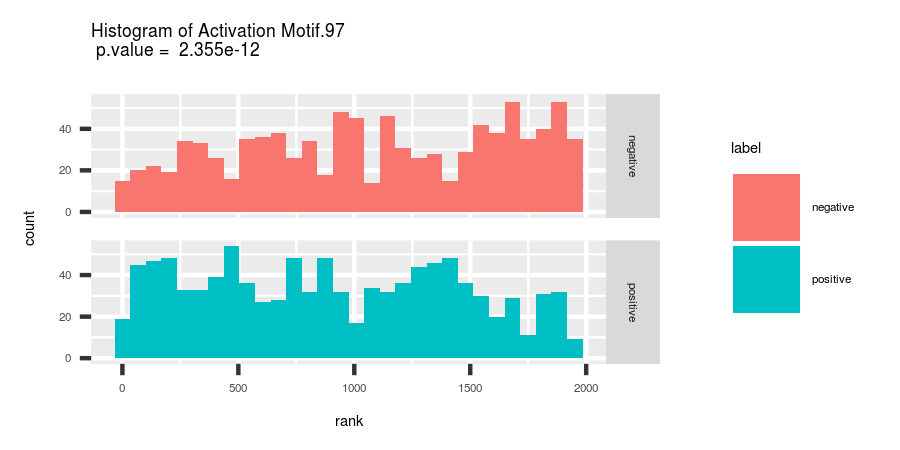 Histogram of Activation Motif.97
p.value =  2.355e-12
count
40
20
0
negative
40
20
0
positive
0
500
1000
1500
2000
rank
label
negative
positive